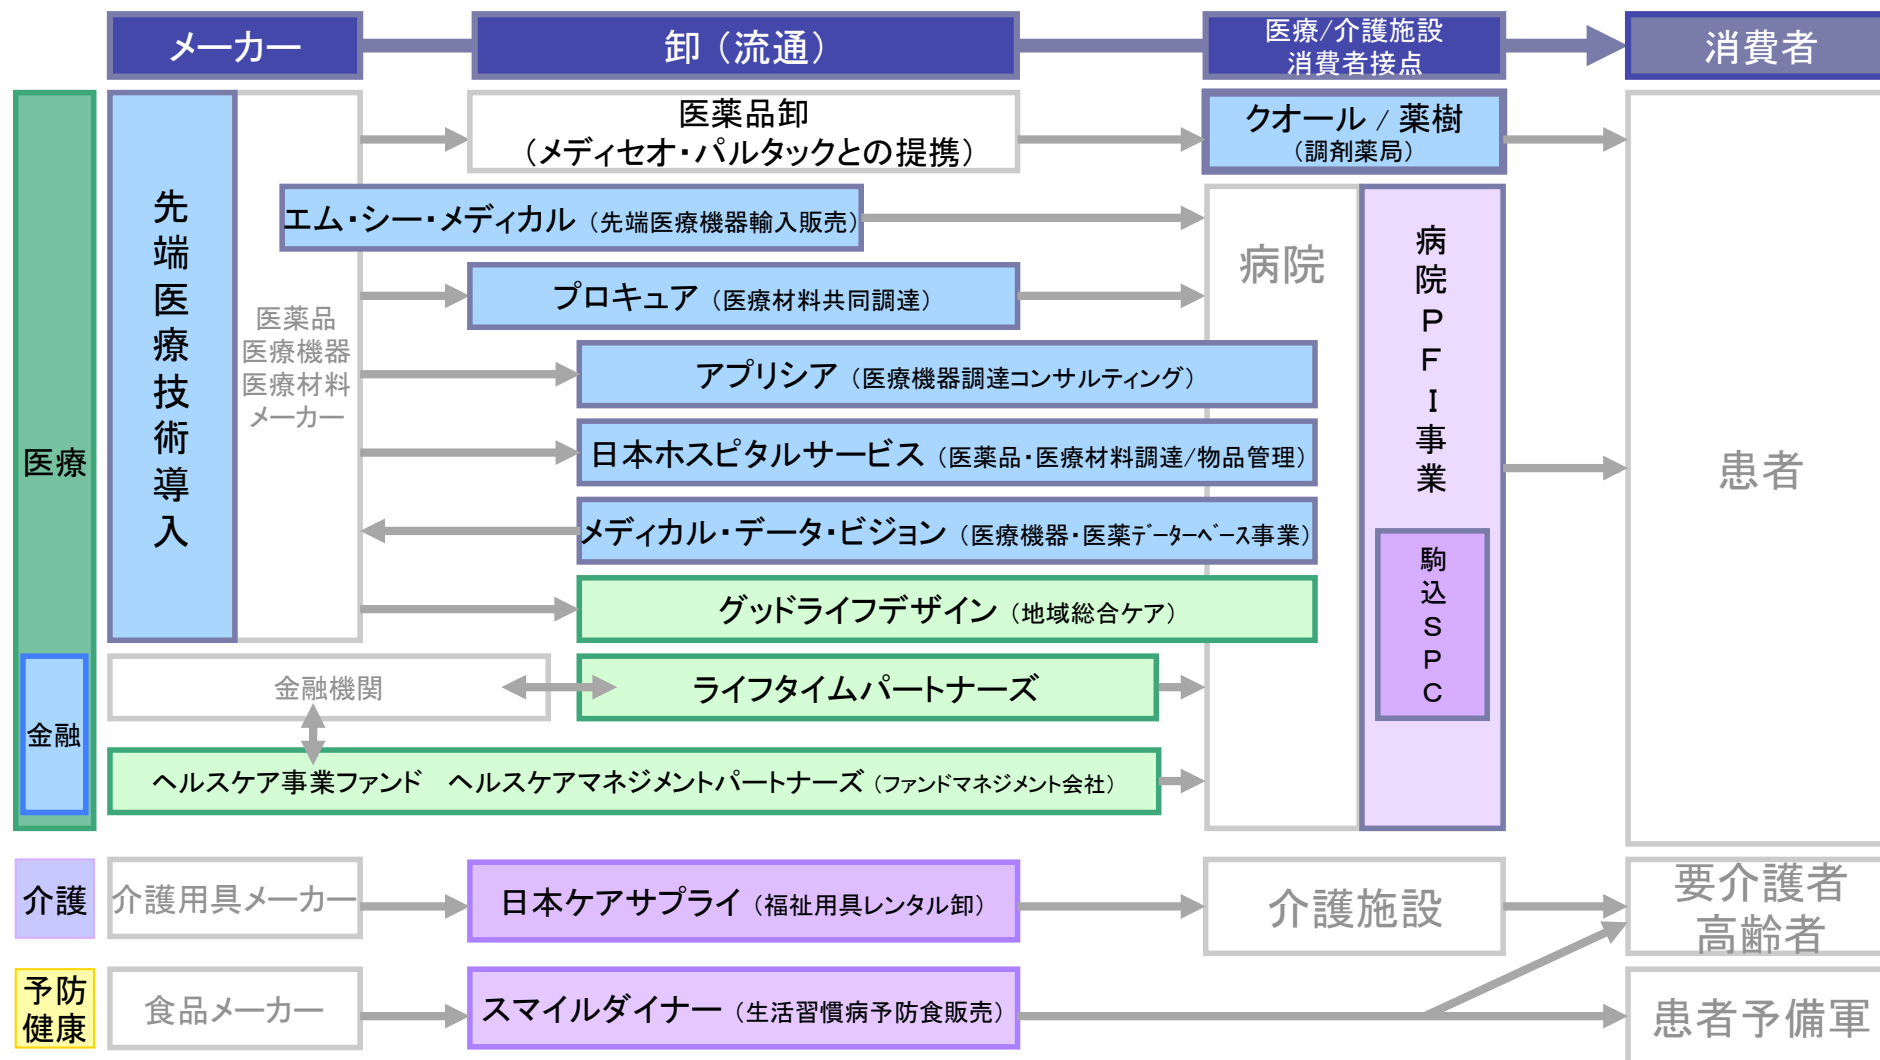 メーカー
卸（流通）
医療/介護施設
消費者接点
消費者
医療
先端医療技術導入
医薬品
医療機器
医療材料
メーカー
医薬品卸
（メディセオ・パルタックとの提携）
クオール / 薬樹
（調剤薬局）
エム・シー・メディカル（先端医療機器輸入販売）
プロキュア（医療材料共同調達）
アプリシア（医療機器調達コンサルティング）
日本ホスピタルサービス（医薬品・医療材料調達/物品管理）
メディカル・データ・ビジョン（医療機器・医薬ﾃﾞｰﾀｰﾍﾞｰｽ事業）
グッドライフデザイン（地域総合ケア）
病院
病院ＰＦＩ事業
駒込ＳＰＣ
患者
金融
金融機関
ライフタイムパートナーズ
ヘルスケア事業ファンド　ヘルスケアマネジメントパートナーズ（ファンドマネジメント会社）
介護
介護用具メーカー
日本ケアサプライ（福祉用具レンタル卸）
介護施設
要介護者
高齢者
予防
健康
食品メーカー
スマイルダイナー（生活習慣病予防食販売）
患者予備軍